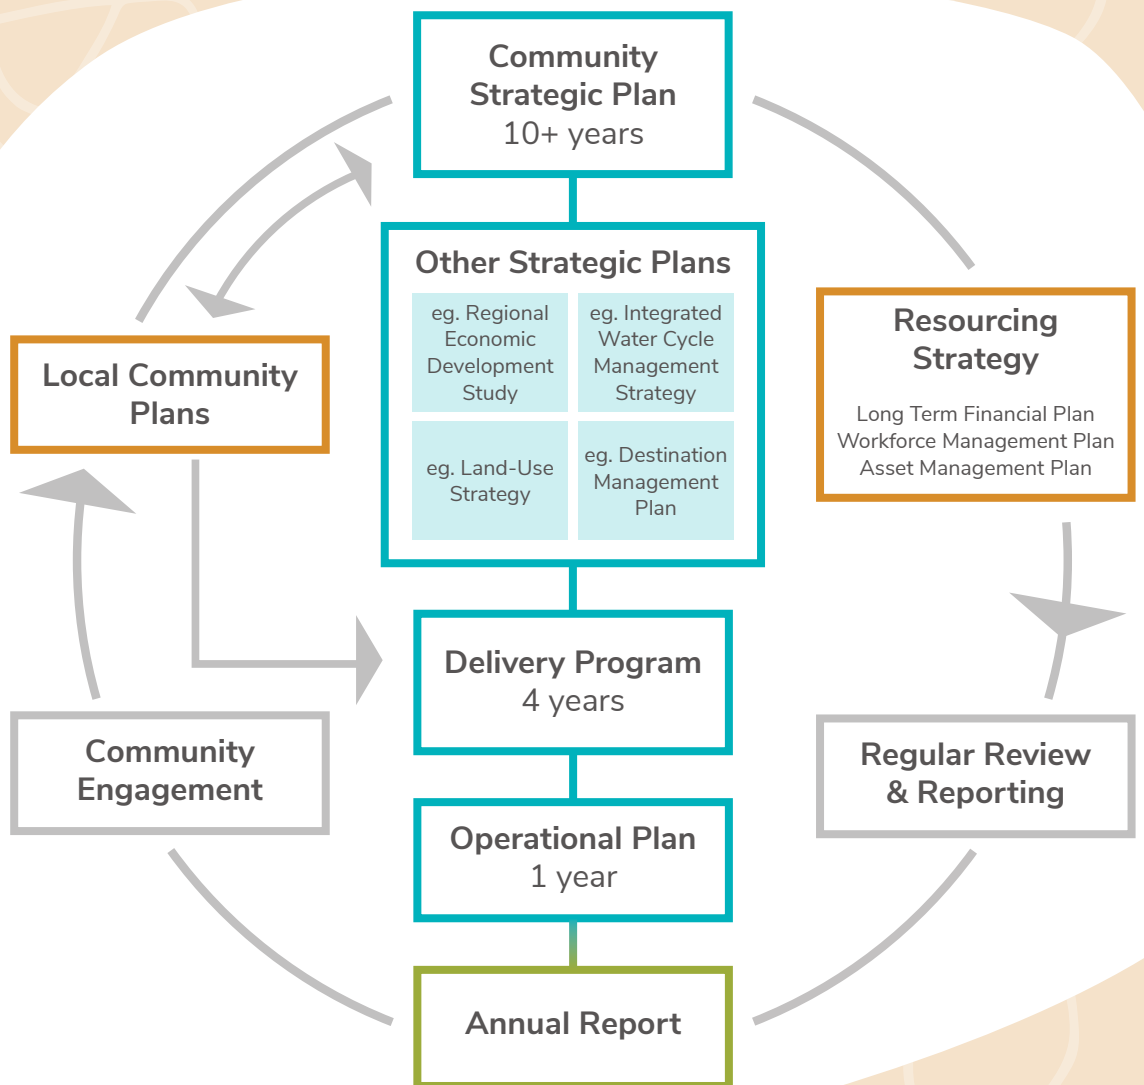 Community
Strategic Plan
10+ years
Other Strategic Plans
eg. Regional
Economic
Development
Study
eg. Integrated
Water Cycle
Management
Strategy
eg. Land-Use
Strategy
eg. Destination
Management
Plan
Local Community
Plans
Resourcing
Strategy
Long Term Financial Plan
Workforce Management Plan
Asset Management Plan
Delivery Program
4 years
Community
Engagement
Regular Review
& Reporting
Operational Plan
1 year
Annual Report